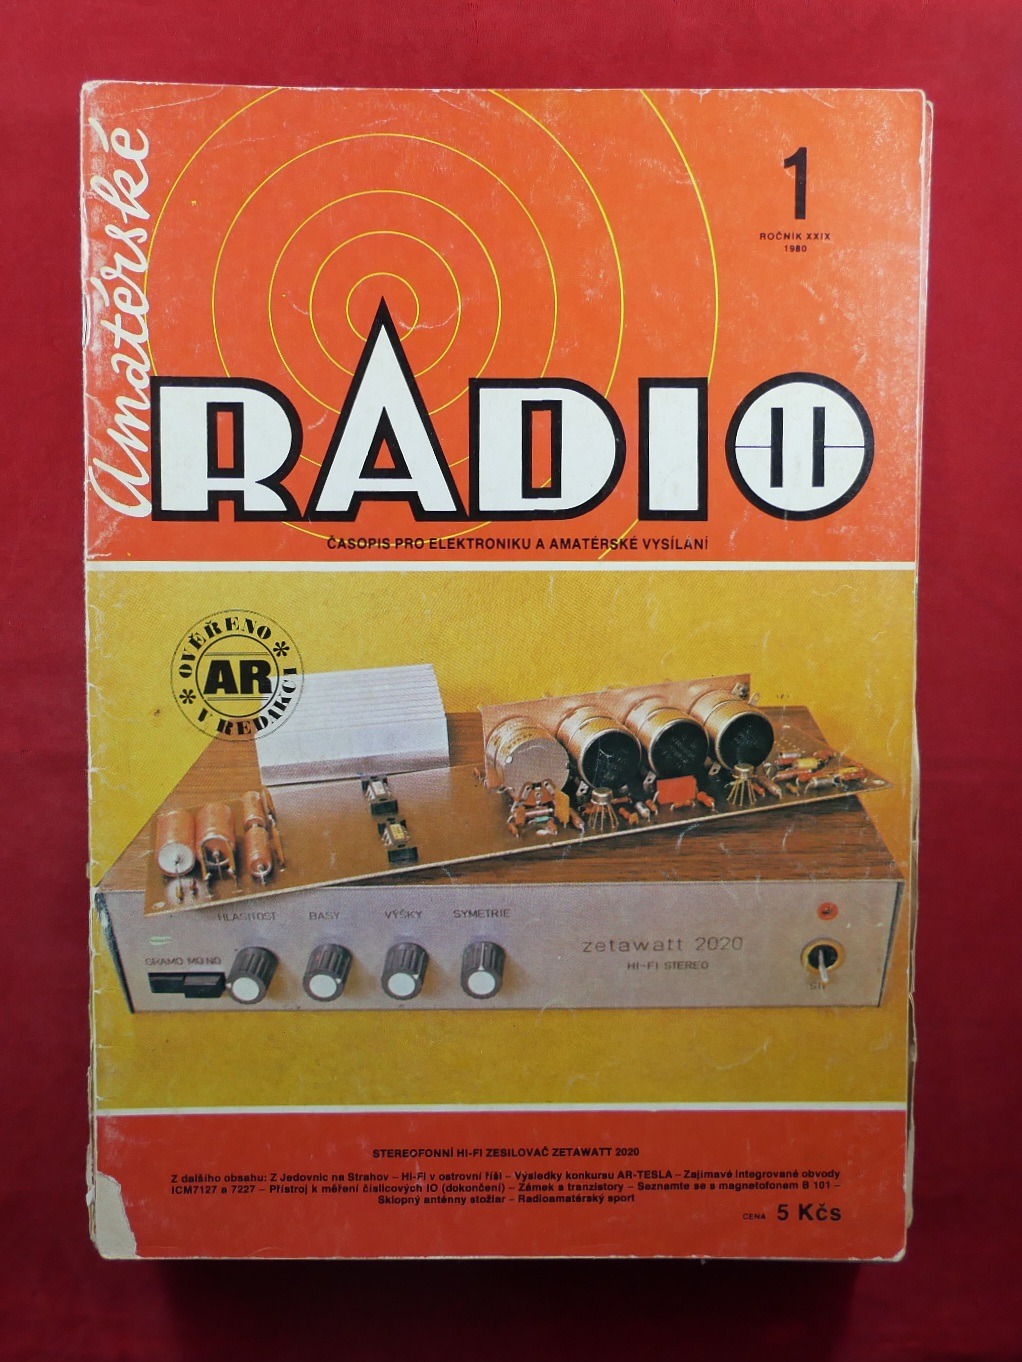 Amatérské
RADIO
1
ROČNÍK XXIX
1980
ČASOPIS PRO ELEKTRONIKU A AMATÉRSKÉ VYSÍLÁNÍ
OVĚŘENO
AR
V REDAKCI
HLASITOST BASY VÝŠKY SYMETRIE
GRAMO MONO
zetawatt 2020
HI-FI STEREO
SÍŤ
STEREOFONNÍ HI-FI ZESILOVAČ ZETAWATT 2020
Z dalšího obsahu: Z Jedovnic na Strahov – HI-FI v ostrovní říši – Výsledky konkursu AR-TESLA – Zajímavé integrované obvody
ICM7127 a 7227 – Přístroj k měření číslicových IO (dokončení) – Zámek s tranzistory – Seznamte se s magnetofonem B 101 –
Sklopný anténny stožiar – Radioamatérský sport
CENA 5 Kčs